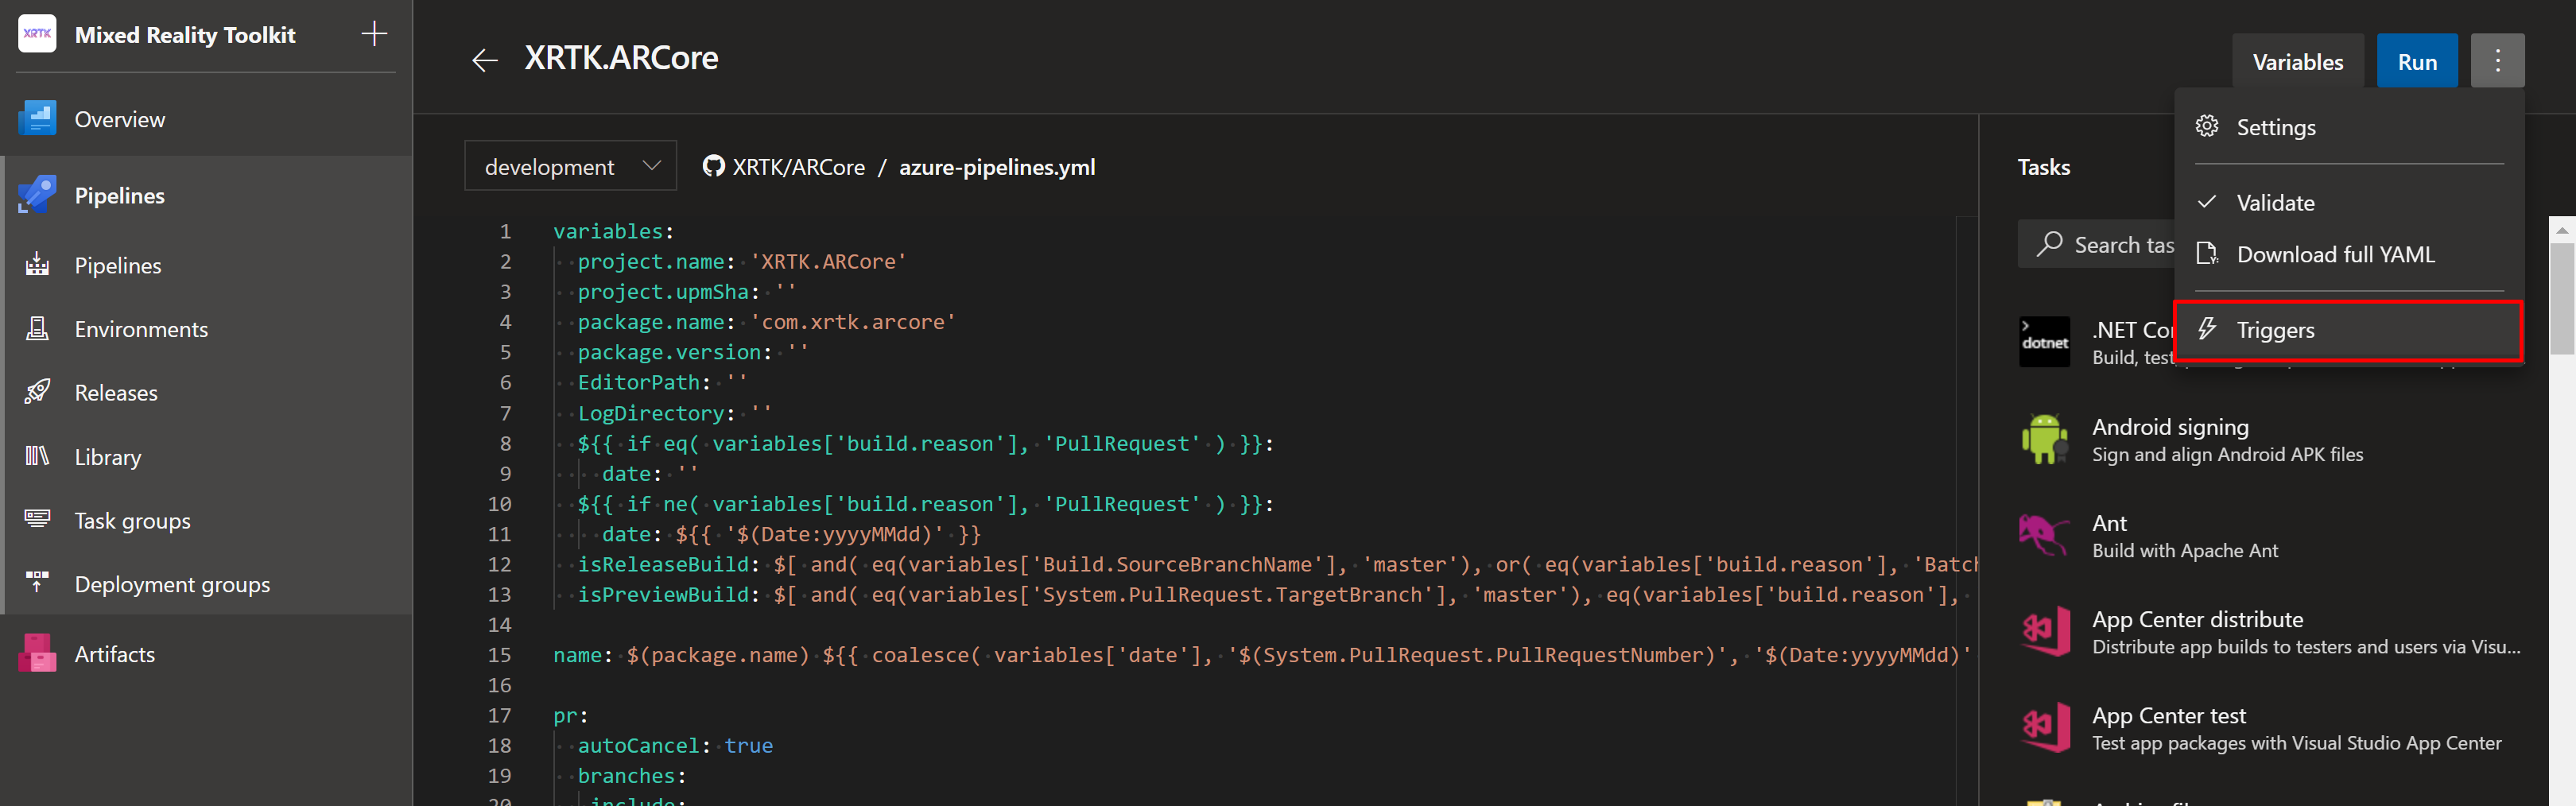 XRTK
Mixed Reality Toolkit
Overview
Pipelines
Pipelines
Environments
Releases
Library
Task groups
Deployment groups
Artifacts
XRTK.ARCore
Variables
Run
development
XRTK/ARCore / azure-pipelines.yml
1 variables:
2 project.name: 'XRTK.ARCore'
3 project.upmSha: ''
4 package.name: 'com.xrtk.arcore'
5 package.version: ''
6 EditorPath: ''
7 LogDirectory: ''
8 ${{ if eq( variables['build.reason'], 'PullRequest' ) }}:
9 date: ''
10 ${{ if ne( variables['build.reason'], 'PullRequest' ) }}:
11 date: ${{ '$(Date:yyyyMMdd)' }}
12 isReleaseBuild: $[ and( eq(variables['Build.SourceBranchName'], 'master'), or( eq(variables['build.reason'], 'Batch
13 isPreviewBuild: $[ and( eq(variables['System.PullRequest.TargetBranch'], 'master'), eq(variables['build.reason'],
14
15 name: $(package.name) ${{ coalesce( variables['date'], '$(System.PullRequest.PullRequestNumber)', '$(Date:yyyyMMdd)'
16
17 pr:
18 autoCancel: true
19 branches:
20 include:
Settings
Validate
Download full YAML
Triggers
Tasks
Search tas
dotnet
.NET Cor
Build, test
Android signing
Sign and align Android APK files
Ant
Build with Apache Ant
App Center distribute
Distribute app builds to testers and users via Visu...
App Center test
Test app packages with Visual Studio App Center